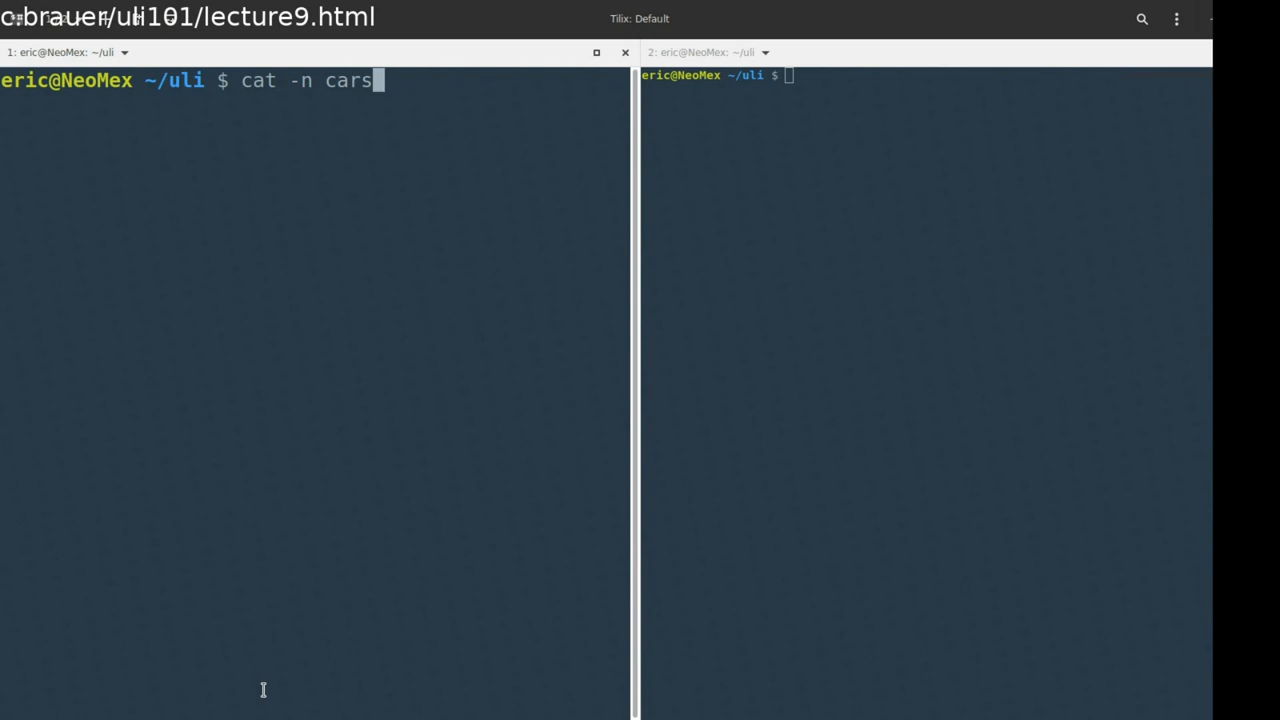 c.brauer/uli101/lecture9.html
Tilix: Default
1: eric@NeoMex: ~/uli
2: eric@NeoMex: ~/uli
eric@NeoMex ~/uli $ cat -n cars
eric@NeoMex ~/uli $